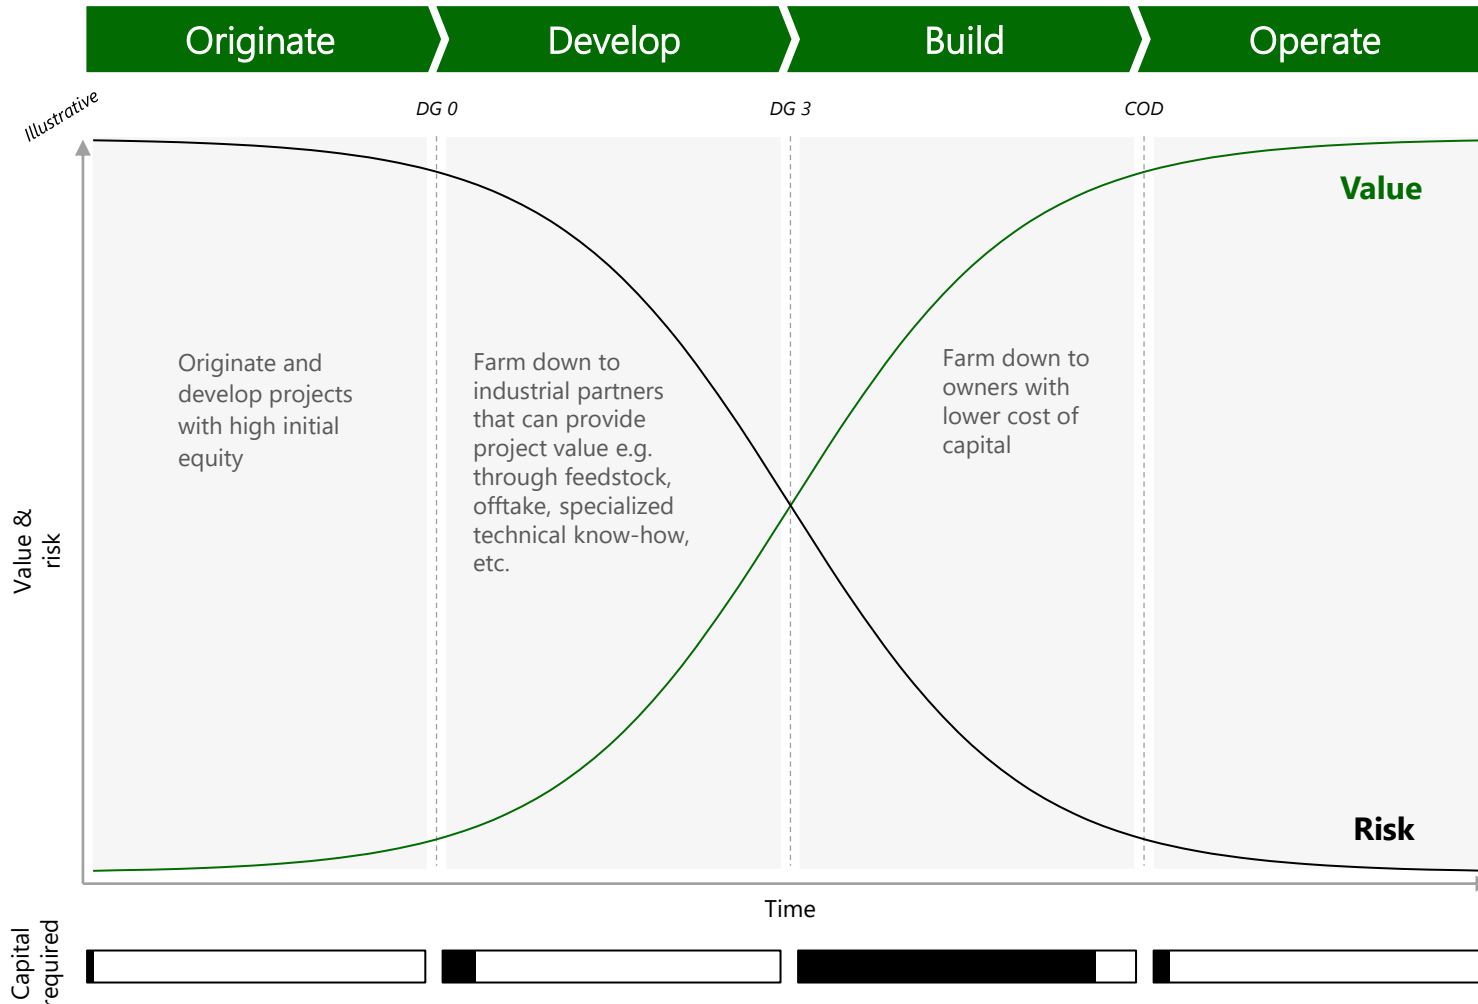 Originate
Develop
Build
Operate
Illustrative
DG 0
DG 3
COD
Value
Originate and
develop projects
with high initial
equity
Farm down to
industrial partners
that can provide
project value e.g.
through feedstock,
offtake, specialized
technical know-how,
etc.
Farm down to
owners with
lower cost of
capital
Value &
risk
Risk
Time
Capital
required